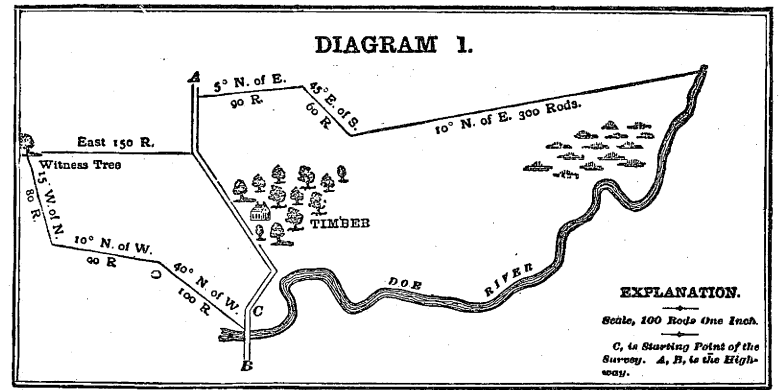 DIAGRAM 1.
A
5° N. of E.
90 R.
45° E. of S.
60 R.
10° N. of E. 300 Rods.
East 150 R.
Witness Tree
15° W. of N.
80 R.
TIMBER
10° N. of W.
90 R.
C
40° N. of W.
100 R.
C
DOE RIVER
B
EXPLANATION.
Scale, 100 Rods One Inch.
C, is Starting Point of the
Survey. A, B, is the High-
way.